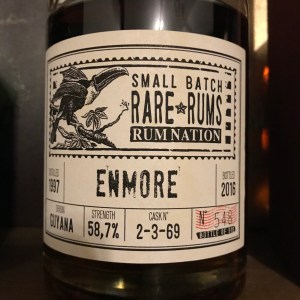 SMALL BATCH
RARE★RUMS
RUM NATION
DISTILLED
1997
ENMORE
BOTTLED
2016
ORIGIN
GUYANA
STRENGTH
58,7%
CASK N°
2-3-69
N° 548
BOTTLE OF